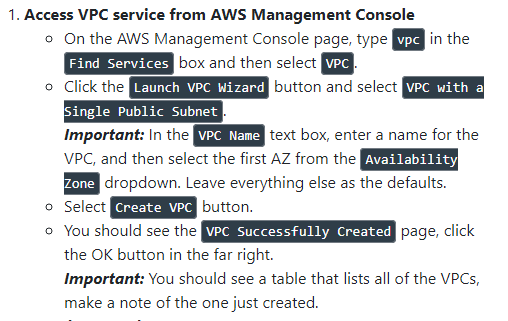 1. Access VPC service from AWS Management Console
On the AWS Management Console page, type vpc in the
Find Services box and then select VPC.
Click the Launch VPC Wizard button and select VPC with a
Single Public Subnet.
Important: In the VPC Name text box, enter a name for the
VPC, and then select the first AZ from the Availability
Zone dropdown. Leave everything else as the defaults.
Select Create VPC button.
You should see the VPC Successfully Created page, click
the OK button in the far right.
Important: You should see a table that lists all of the VPCs,
make a note of the one just created.